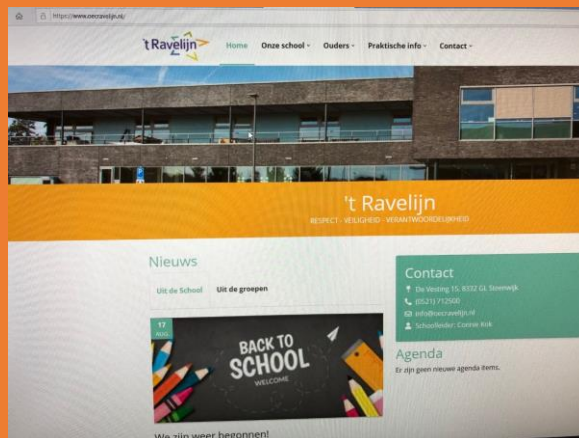 https://www.oecravelijn.nl/
't Ravelijn
Home
Onze school
Ouders
Praktische info
Contact
't Ravelijn
RESPECT - VEILIGHEID - VERANTWOORDELIJKHEID
Nieuws
Uit de School
Uit de groepen
17
AUG
BACK TO
SCHOOL
WELCOME
We zijn weer begonnen!
Contact
De Vesting 15, 8332 GL Steenwijk
(0521) 712500
info@oecravelijn.nl
Schoolleider: Connie Kok
Agenda
Er zijn geen nieuwe agenda items.